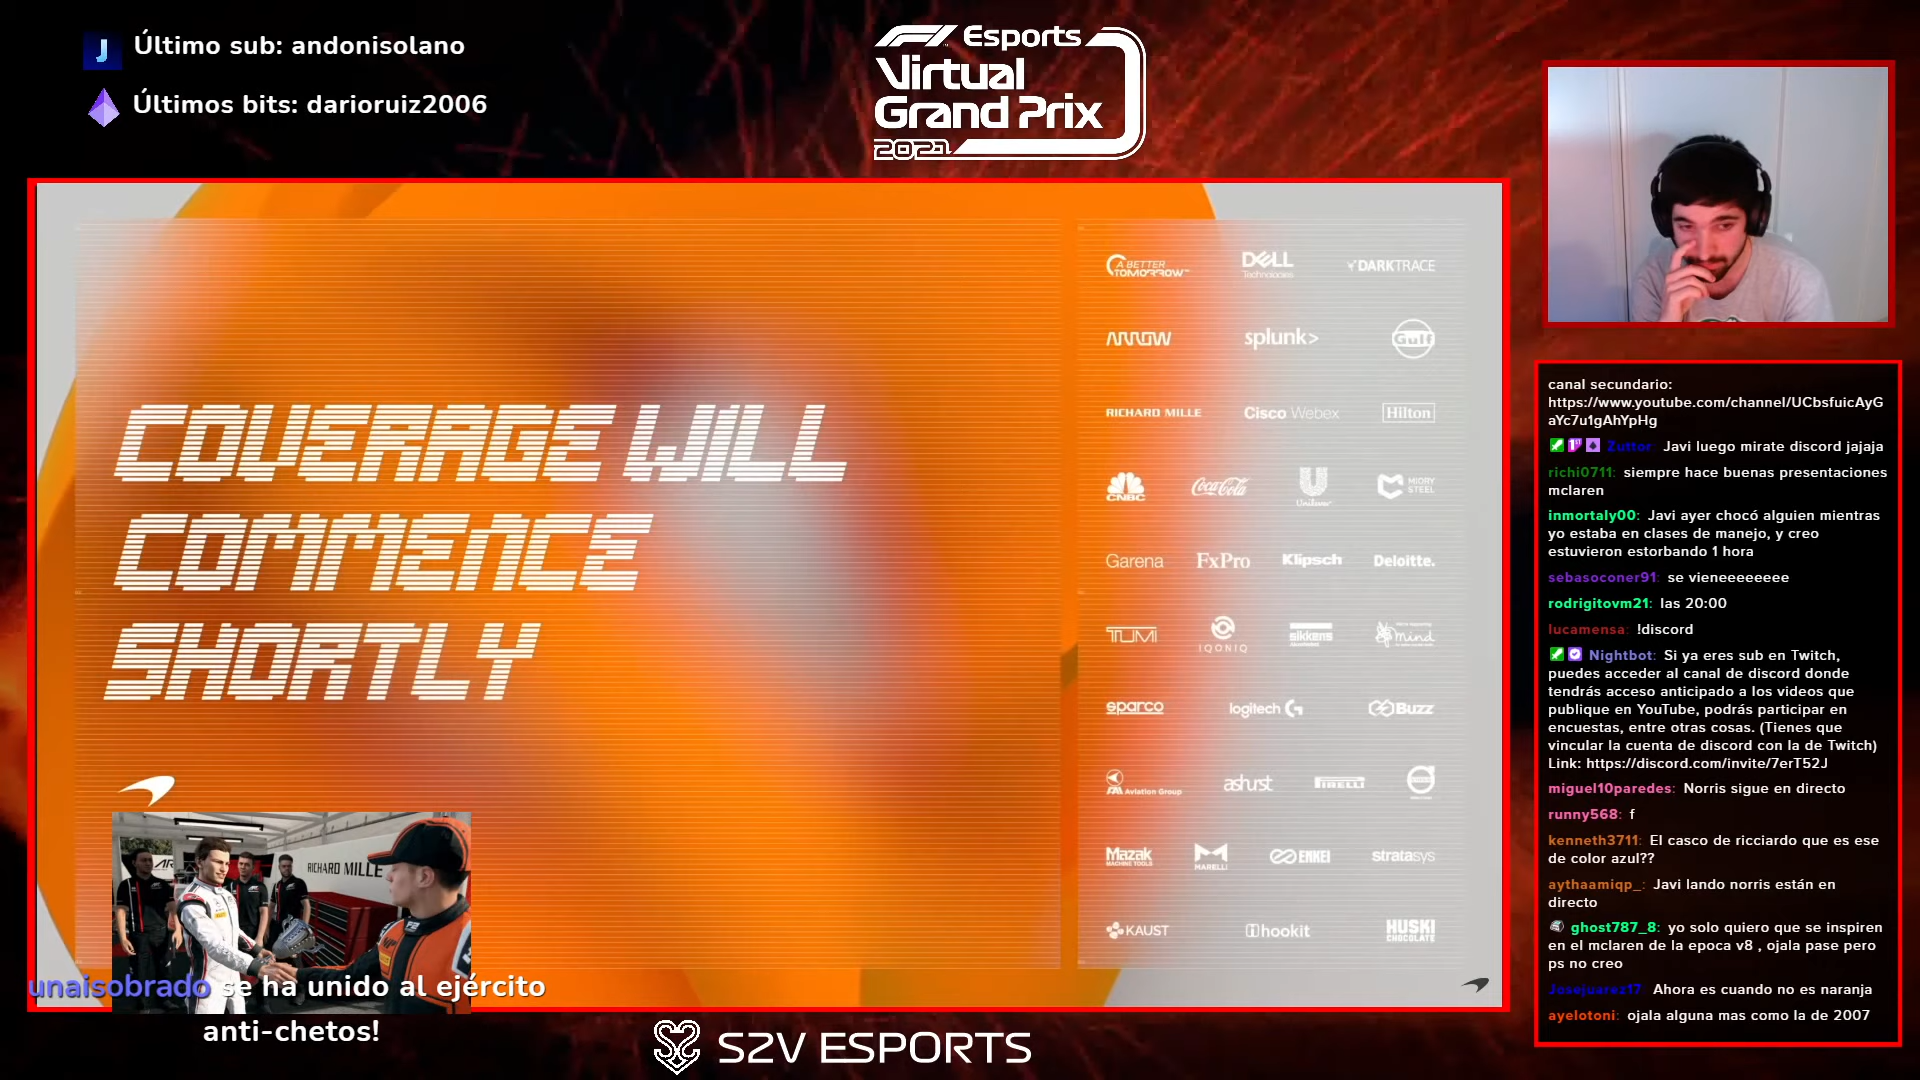 Último sub: andonisolano
Últimos bits: darioruiz2006
F1 Esports
Virtual
Grand Prix
2021
COVERAGE WILL
COMMENCE
SHORTLY
A BETTER
TOMORROW™
DELL
Technologies
DARKTRACE
ARROW
splunk>
Gulf
RICHARD MILLE
Cisco Webex
Hilton
CNBC
Coca-Cola
Unilever
MIDRY
STEEL
Garena
FxPro
Klipsch
Deloitte.
TUMI
IQONIQ
sikkens
mind
sparco
logitech G
Buzz
Aviation Group
ashurst
PIRELLI
Mazak
MACHINE TOOLS
MARELLI
ENKEI
stratasys
KAUST
hookit
HUSKI
CHOCOLATE
RICHARD MILLE
unaisobrado se ha unido al ejército
anti-chetos!
S2V ESPORTS
canal secundario:
https://www.youtube.com/channel/UCbsfuicAyG
aYc7u1gAhYpHg
Zuttor Javi luego mirate discord jajaja
richi0711: siempre hace buenas presentaciones
mclaren
inmortaly00: Javi ayer chocó alguien mientras
yo estaba en clases de manejo, y creo
estuvieron estorbando 1 hora
sebasoconer91: se vieneeeeeeee
rodrigitovm21: las 20:00
lucamensa: !discord
Nightbot: Si ya eres sub en Twitch,
puedes acceder al canal de discord donde
tendrás acceso anticipado a los videos que
publique en YouTube, podrás participar en
encuestas, entre otras cosas. (Tienes que
vincular la cuenta de discord con la de Twitch)
Link: https://discord.com/invite/7erT52J
miguel10paredes: Norris sigue en directo
runny568: f
kenneth3711: El casco de ricciardo que es ese
de color azul??
aythaamiqp_: Javi lando norris están en
directo
ghost787_8: yo solo quiero que se inspiren
en el mclaren de la epoca v8 , ojala pase pero
ps no creo
Josejuarez17 Ahora es cuando no es naranja
ayelotoni: ojala alguna mas como la de 2007